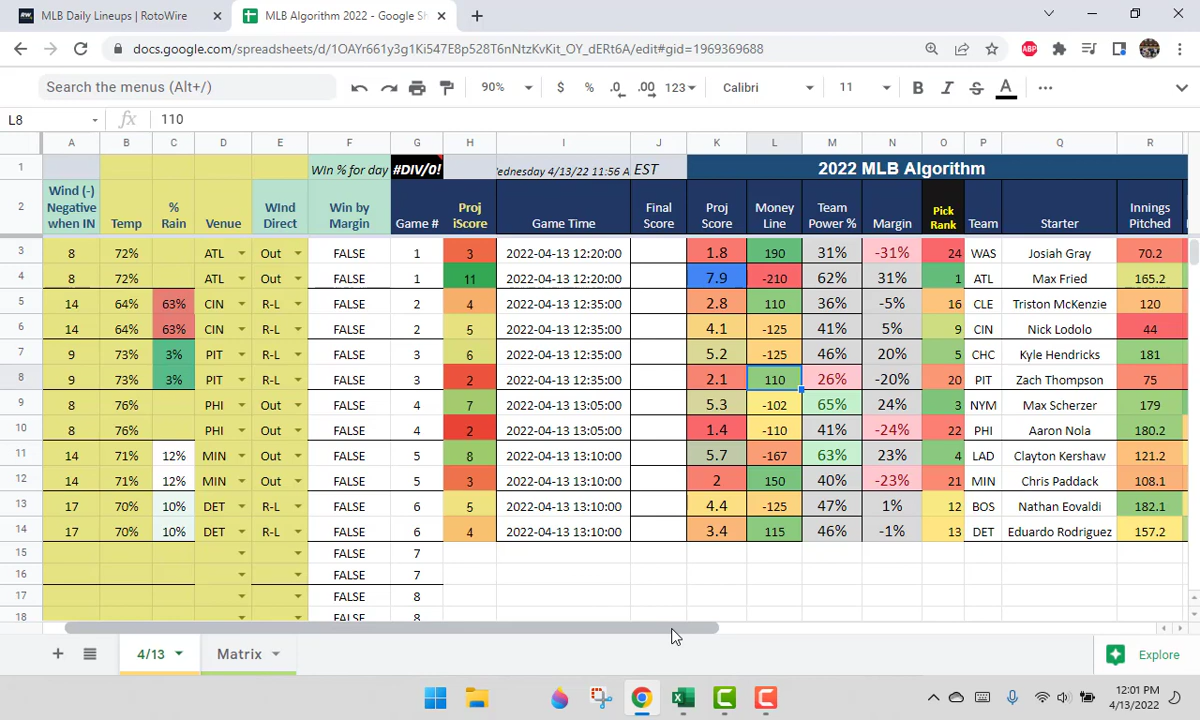 MLB Daily Lineups | RotoWire
MLB Algorithm 2022 - Google Sh
docs.google.com/spreadsheets/d/1OAYr661y3g1Ki547E8p528T6nNtzKvKit_OY_dERt6A/edit#gid=1969369688
ABP
Search the menus (Alt+/)
90% $ % .0 .00 123 Calibri 11 B I S A
L8 fx 110
A B C D E F G H I J K L M N O P Q R
1 WIn % for day #DIV/0! ednesday 4/13/22 11:56 A EST 2022 MLB Algorithm
2 Wind (-) Negative when IN Temp % Rain Venue WInd Direct Win by Margin Game # Proj iScore Game Time Final Score Proj Score Money Line Team Power % Margin Pick Rank Team Starter Innings Pitched
3 8 72% ATL Out FALSE 1 3 2022-04-13 12:20:00 1.8 190 31% -31% 24 WAS Josiah Gray 70.2
4 8 72% ATL Out FALSE 1 11 2022-04-13 12:20:00 7.9 -210 62% 31% 1 ATL Max Fried 165.2
5 14 64% 63% CIN R-L FALSE 2 4 2022-04-13 12:35:00 2.8 110 36% -5% 16 CLE Triston McKenzie 120
6 14 64% 63% CIN R-L FALSE 2 5 2022-04-13 12:35:00 4.1 -125 41% 5% 9 CIN Nick Lodolo 44
7 9 73% 3% PIT R-L FALSE 3 6 2022-04-13 12:35:00 5.2 -125 46% 20% 5 CHC Kyle Hendricks 181
8 9 73% 3% PIT R-L FALSE 3 2 2022-04-13 12:35:00 2.1 110 26% -20% 20 PIT Zach Thompson 75
9 8 76% PHI Out FALSE 4 7 2022-04-13 13:05:00 5.3 -102 65% 24% 3 NYM Max Scherzer 179
10 8 76% PHI Out FALSE 4 2 2022-04-13 13:05:00 1.4 -110 41% -24% 22 PHI Aaron Nola 180.2
11 14 71% 12% MIN Out FALSE 5 8 2022-04-13 13:10:00 5.7 -167 63% 23% 4 LAD Clayton Kershaw 121.2
12 14 71% 12% MIN Out FALSE 5 3 2022-04-13 13:10:00 2 150 40% -23% 21 MIN Chris Paddack 108.1
13 17 70% 10% DET R-L FALSE 6 5 2022-04-13 13:10:00 4.4 -125 47% 1% 12 BOS Nathan Eovaldi 182.1
14 17 70% 10% DET R-L FALSE 6 4 2022-04-13 13:10:00 3.4 115 46% -1% 13 DET Eduardo Rodriguez 157.2
15 FALSE 7
16 FALSE 7
17 FALSE 8
18 FALSE 8
4/13 Matrix Explore
12:01 PM
4/13/2022